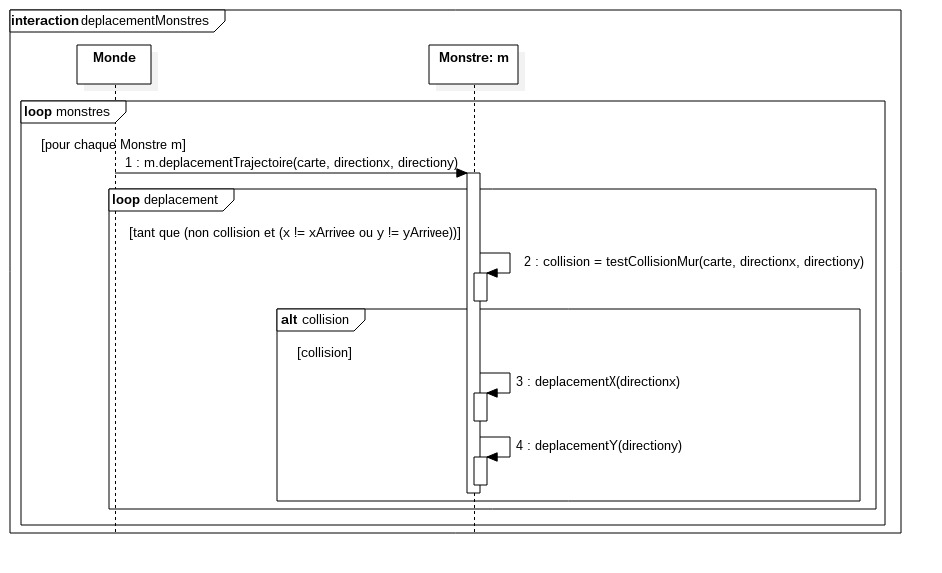 interaction deplacementMonstres
Monde
Monstre: m
loop monstres
[pour chaque Monstre m]
1 : m.deplacementTrajectoire(carte, directionx, directiony)
loop deplacement
[tant que (non collision et (x != xArrivee ou y != yArrivee))]
2 : collision = testCollisionMur(carte, directionx, directiony)
alt collision
[collision]
3 : deplacementX(directionx)
4 : deplacementY(directiony)